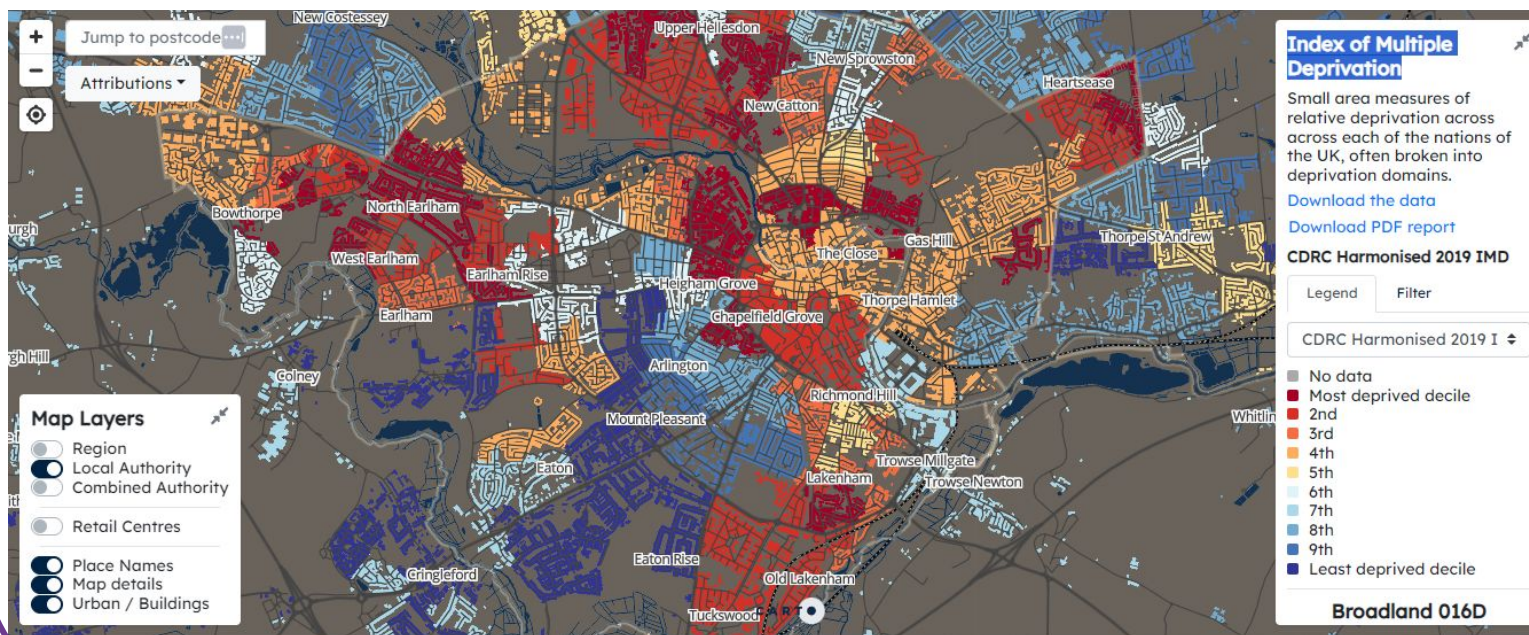 +
−
Jump to postcode
Attributions
New Costessey
Upper Hellesdon
New Sprowston
Heartsease
New Catton
Bowthorpe
North Earlham
The Close
Gas Hill
Thorpe St Andrew
urgh
West Earlham
Earlham Rise
Helgham Grove
Thorpe Hamlet
Earlham
Chapelfield Grove
gh Hill
Colney
Arlington
Richmond Hill
Mount Pleasant
Whitlin
Eaton
Trowse Millgate
Lakenham
Trowse Newton
Eaton Rise
Cringleford
Old Lakenham
Tuckswood
Map Layers
Region
Local Authority
Combined Authority
Retail Centres
Place Names
Map details
Urban / Buildings
Index of Multiple
Deprivation
Small area measures of
relative deprivation across
across each of the nations of
the UK, often broken into
deprivation domains.
Download the data
Download PDF report
CDRC Harmonised 2019 IMD
Legend Filter
CDRC Harmonised 2019 I
No data
Most deprived decile
2nd
3rd
4th
5th
6th
7th
8th
9th
Least deprived decile
Broadland 016D